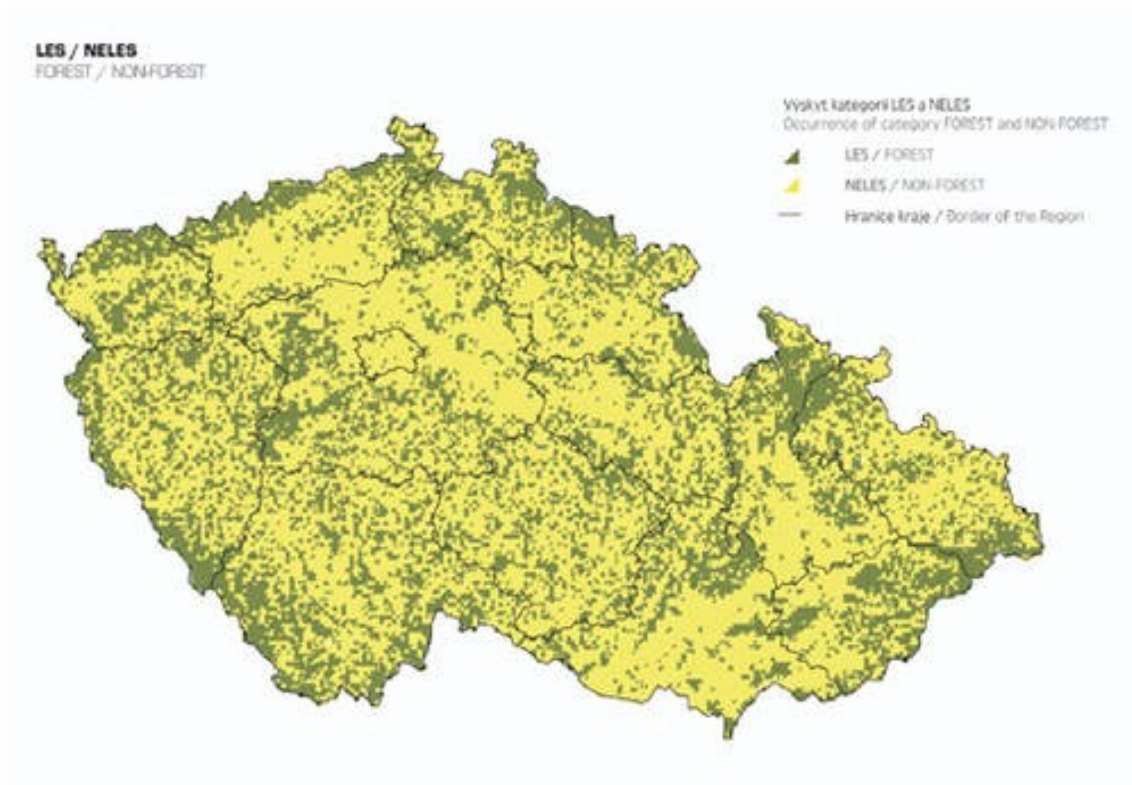 LES / NELES
FOREST / NON-FOREST
Výskyt kategorií LES a NELES
Occurrence of category FOREST and NON-FOREST
LES / FOREST
NELES / NON-FOREST
Hranice kraje / Border of the Region